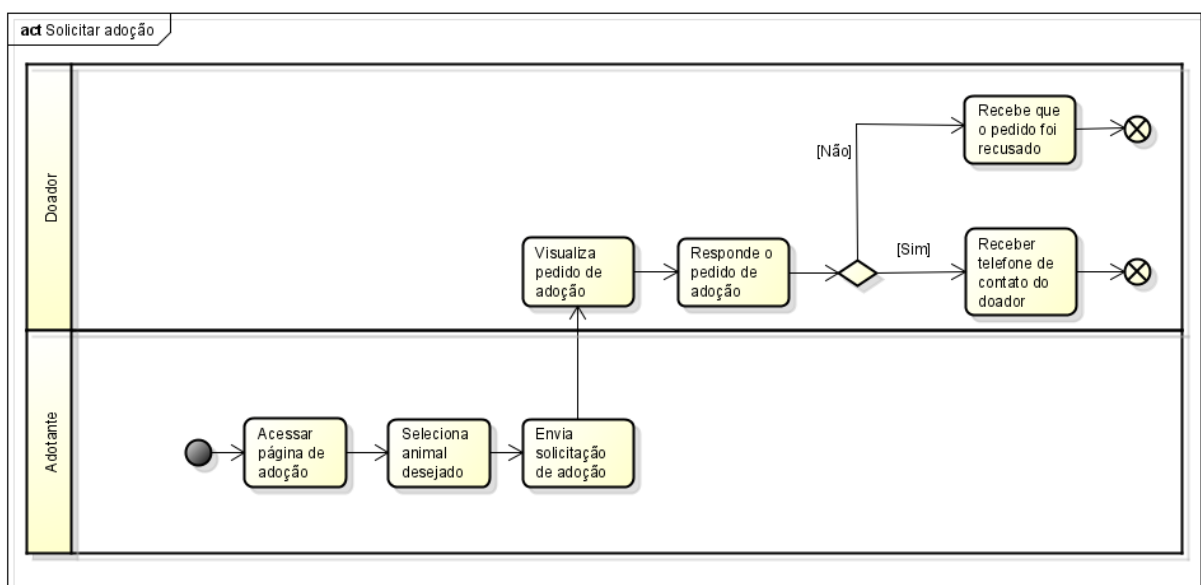 act Solicitar adoção
Doador
Recebe que
o pedido foi
recusado
[Não]
Visualiza
pedido de
adoção
Responde o
pedido de
adoção
[Sim]
Receber
telefone de
contato do
doador
Adotante
Acessar
página de
adoção
Seleciona
animal
desejado
Envia
solicitação
de adoção